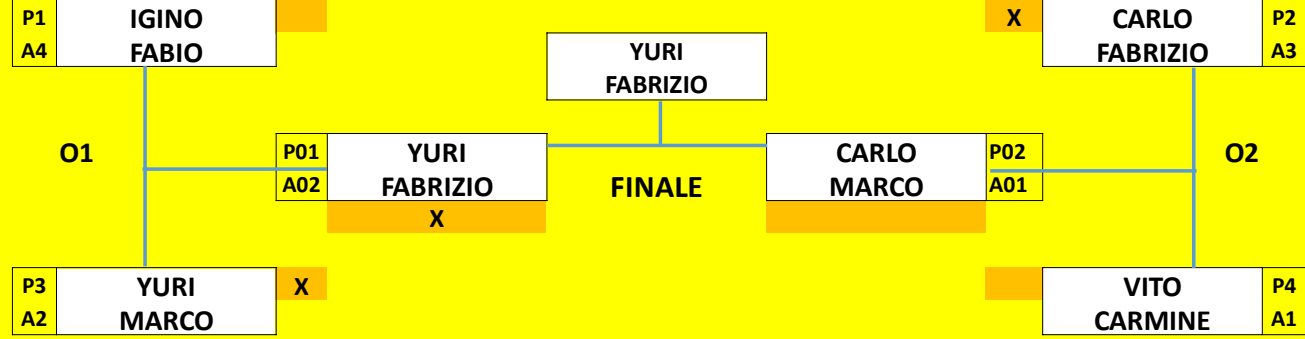 P1 IGINO X CARLO P2
A4 FABIO FABRIZIO A3
YURI
FABRIZIO
O1 P01 YURI CARLO P02 O2
A02 FABRIZIO FINALE MARCO A01
X
P3 YURI X VITO P4
A2 MARCO CARMINE A1